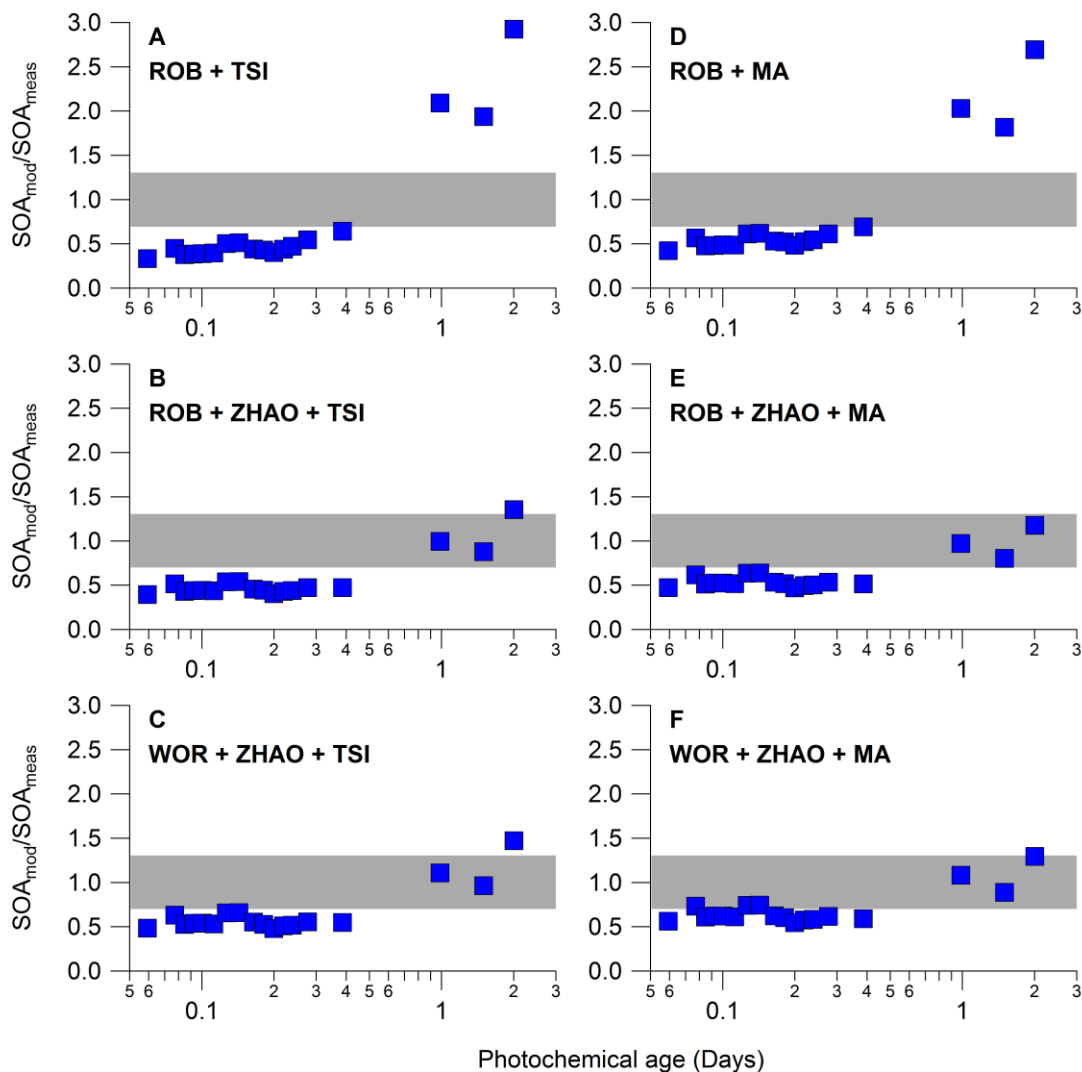 A
ROB + TSI
SOAmod/SOAmeas
3.0
2.5
2.0
1.5
1.0
0.5
0.0
5 6 0.1 2 3 4 5 6 1 2 3
D
ROB + MA
3.0
2.5
2.0
1.5
1.0
0.5
0.0
5 6 0.1 2 3 4 5 6 1 2 3
B
ROB + ZHAO + TSI
SOAmod/SOAmeas
3.0
2.5
2.0
1.5
1.0
0.5
0.0
5 6 0.1 2 3 4 5 6 1 2 3
E
ROB + ZHAO + MA
3.0
2.5
2.0
1.5
1.0
0.5
0.0
5 6 0.1 2 3 4 5 6 1 2 3
C
WOR + ZHAO + TSI
SOAmod/SOAmeas
3.0
2.5
2.0
1.5
1.0
0.5
0.0
5 6 0.1 2 3 4 5 6 1 2 3
F
WOR + ZHAO + MA
3.0
2.5
2.0
1.5
1.0
0.5
0.0
5 6 0.1 2 3 4 5 6 1 2 3
Photochemical age (Days)